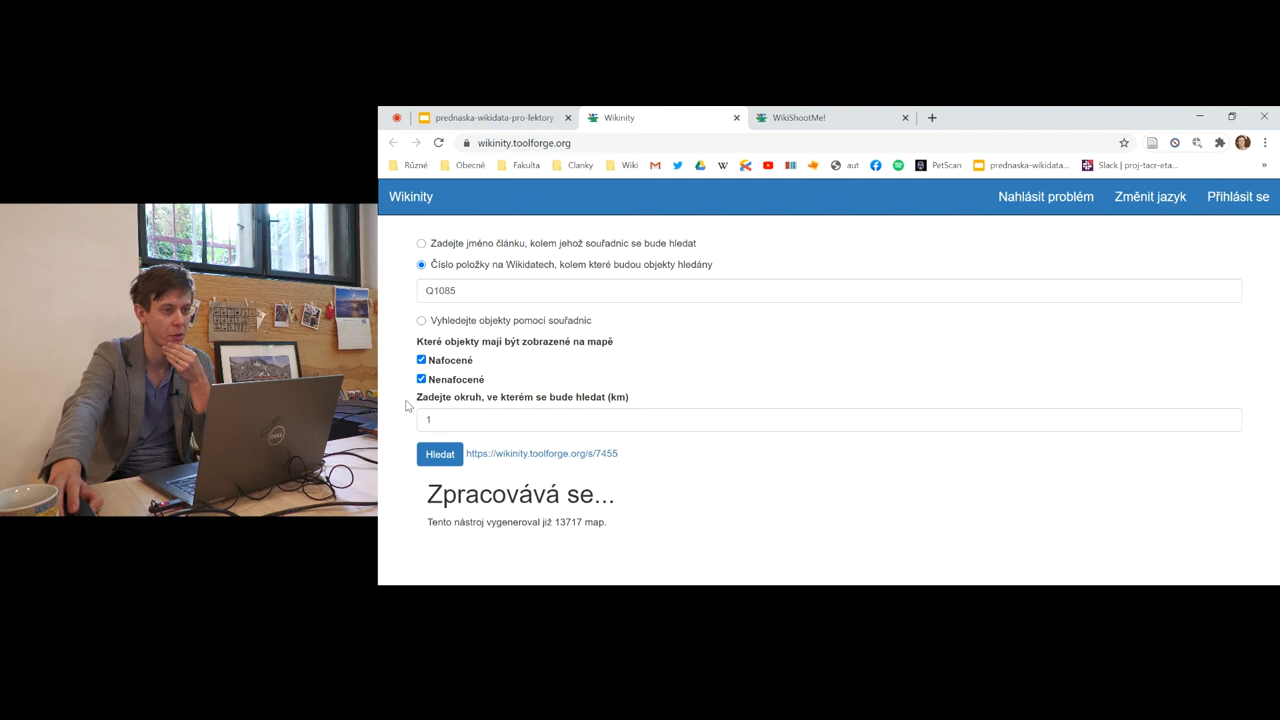 prednaska-wikidata-pro-lektory
Wikinity
WikiShootMe!
wikinity.toolforge.org
Různé
Obecně
Fakulta
Clanky
Wiki
aut
PetScan
prednaska-wikidata...
Slack | proj-tacr-eta...
Wikinity
Nahlásit problém
Změnit jazyk
Přihlásit se
Zadejte jméno článku, kolem jehož souřadnic se bude hledat
Číslo položky na Wikidatech, kolem které budou objekty hledány
Q1085
Vyhledejte objekty pomocí souřadnic
Které objekty mají být zobrazené na mapě
Nafocené
Nenafocené
Zadejte okruh, ve kterém se bude hledat (km)
1
Hledat https://wikinity.toolforge.org/s/7455
Zpracovává se...
Tento nástroj vygeneroval již 13717 map.
DELL